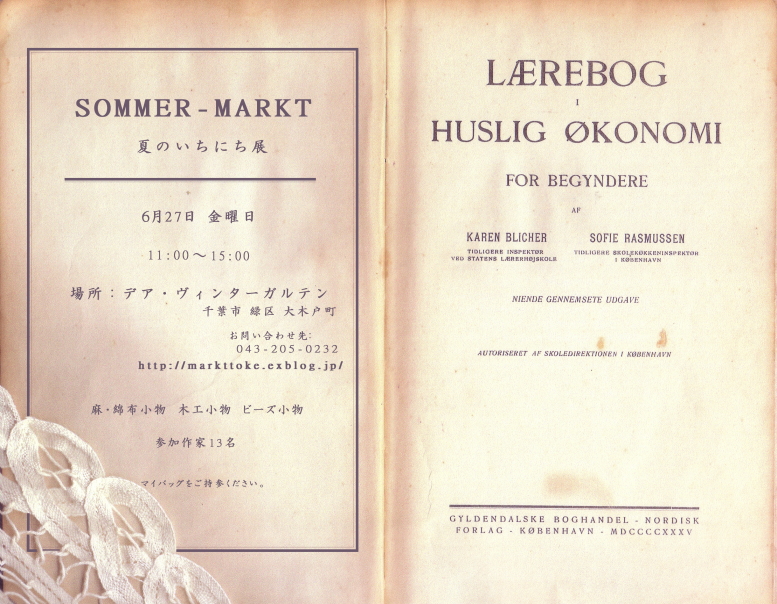 SOMMER-MARKT
夏のいちにち展
6月27日 金曜日
11:00～15:00
場所：デア・ヴィンターガルテン
千葉市 緑区 大木戸町
お問い合わせ先:
043-205-0232
http://markttoke.exblog.jp/
麻・綿布小物 木工小物 ビーズ小物
参加作家13名
マイバッグをご持参ください。
LÆREBOG
I
HUSLIG ØKONOMI
FOR BEGYNDERE
AF
KAREN BLICHER
TIDLIGERE INSPEKTØR
VED STATENS LÆRERHØJSKOLE
SOFIE RASMUSSEN
TIDLIGERE SKOLEKØKKENINSPEKTØR
I KØBENHAVN
NIENDE GENNEMSETE UDGAVE
AUTORISERET AF SKOLEDIREKTIONEN I KØBENHAVN
GYLDENDALSKE BOGHANDEL - NORDISK
FORLAG - KØBENHAVN - MDCCCCXXXV